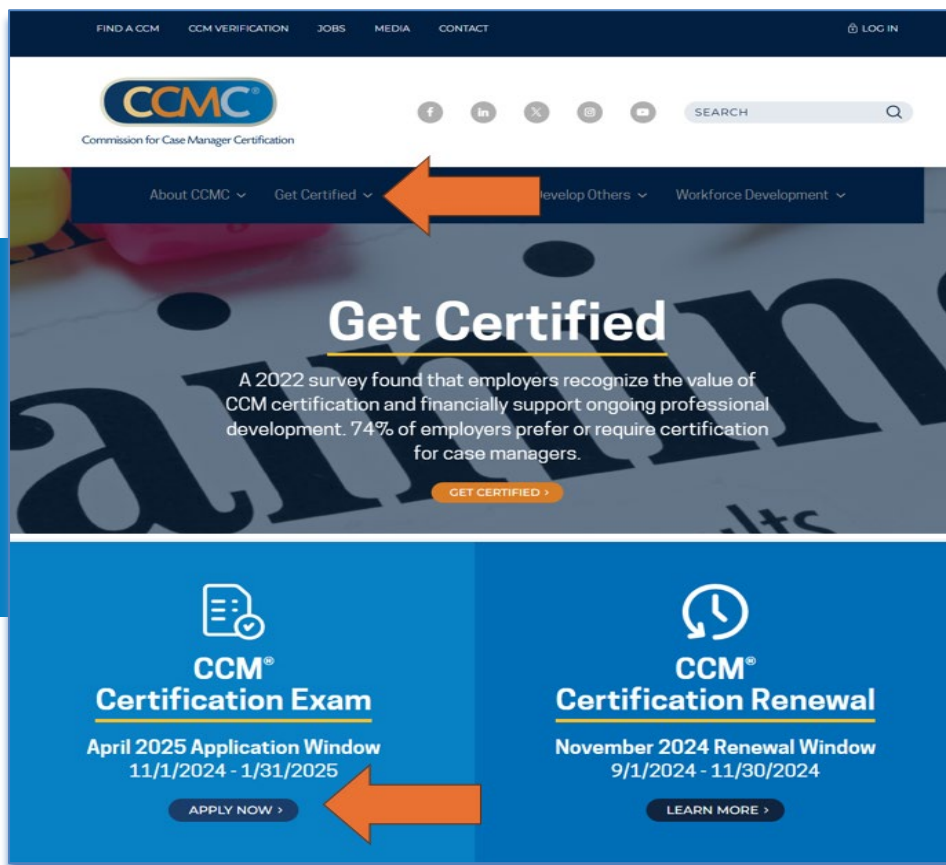 FIND A CCM CCM VERIFICATION JOBS MEDIA CONTACT LOG IN
CCMC®
Commission for Case Manager Certification
SEARCH
About CCMC Get Certified Develop Others Workforce Development
Get Certified
A 2022 survey found that employers recognize the value of
CCM certification and financially support ongoing professional
development. 74% of employers prefer or require certification
for case managers.
GET CERTIFIED >
CCM®
Certification Exam
April 2025 Application Window
11/1/2024 - 1/31/2025
APPLY NOW >
CCM®
Certification Renewal
November 2024 Renewal Window
9/1/2024 - 11/30/2024
LEARN MORE >